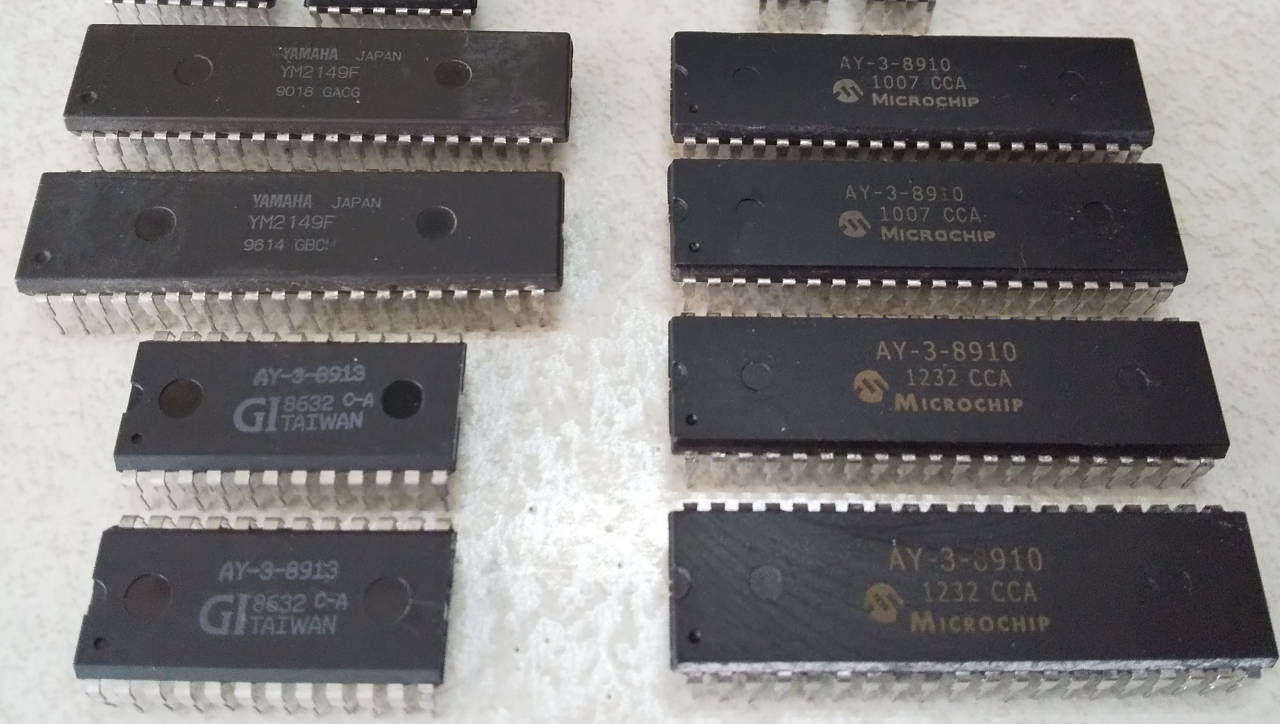 YAMAHA JAPAN
YM2149F
9018 GACG
YAMAHA JAPAN
YM2149F
9614
AY-3-8913
GI 8632 C-A
TAIWAN
AY-3-8913
GI 8632 C-A
TAIWAN
AY-3-8910
1007 CCA
MICROCHIP
AY-3-8910
1007 CCA
MICROCHIP
AY-3-8910
1232 CCA
MICROCHIP
AY-3-8910
1232 CCA
MICROCHIP